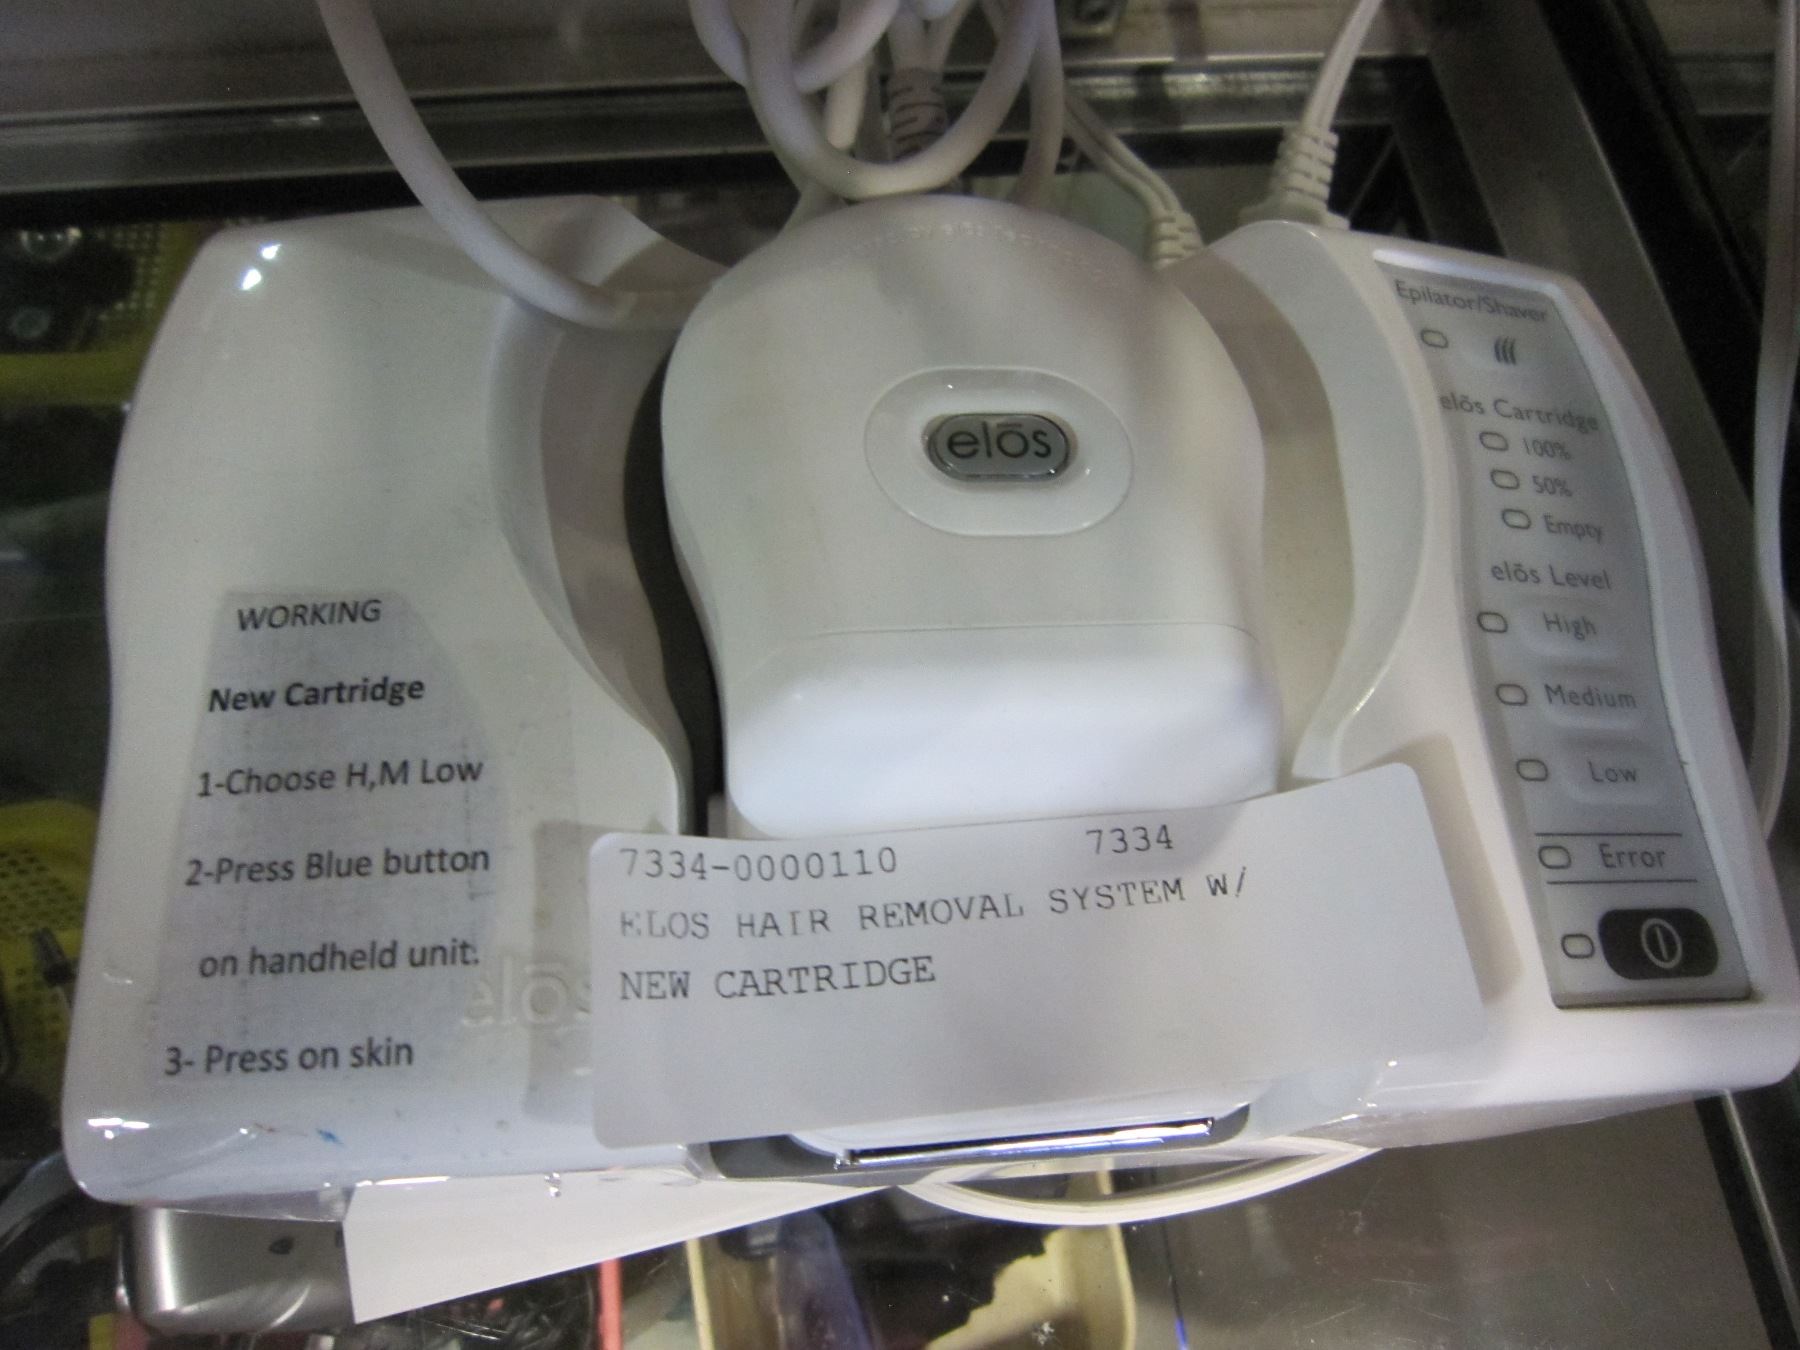 elōs
Epilator/Shaver
elōs Cartridge
100%
50%
Empty
elōs Level
High
Medium
Low
Error
WORKING
New Cartridge
1-Choose H,M Low
2-Press Blue button
on handheld unit.
3- Press on skin
elōs
7334-0000110 7334
ELOS HAIR REMOVAL SYSTEM W/
NEW CARTRIDGE